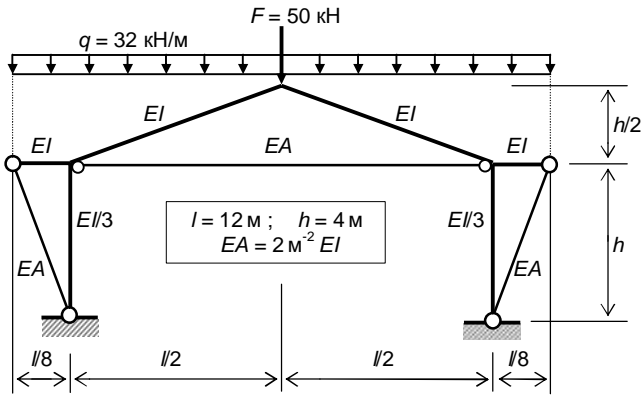 F = 50 кН
q = 32 кН/м
EI EI EI EI
h/2
EA
EI/3 l = 12 м ; h = 4 м EI/3
EA = 2 м⁻² EI
h
EA EA
l/8 l/2 l/2 l/8